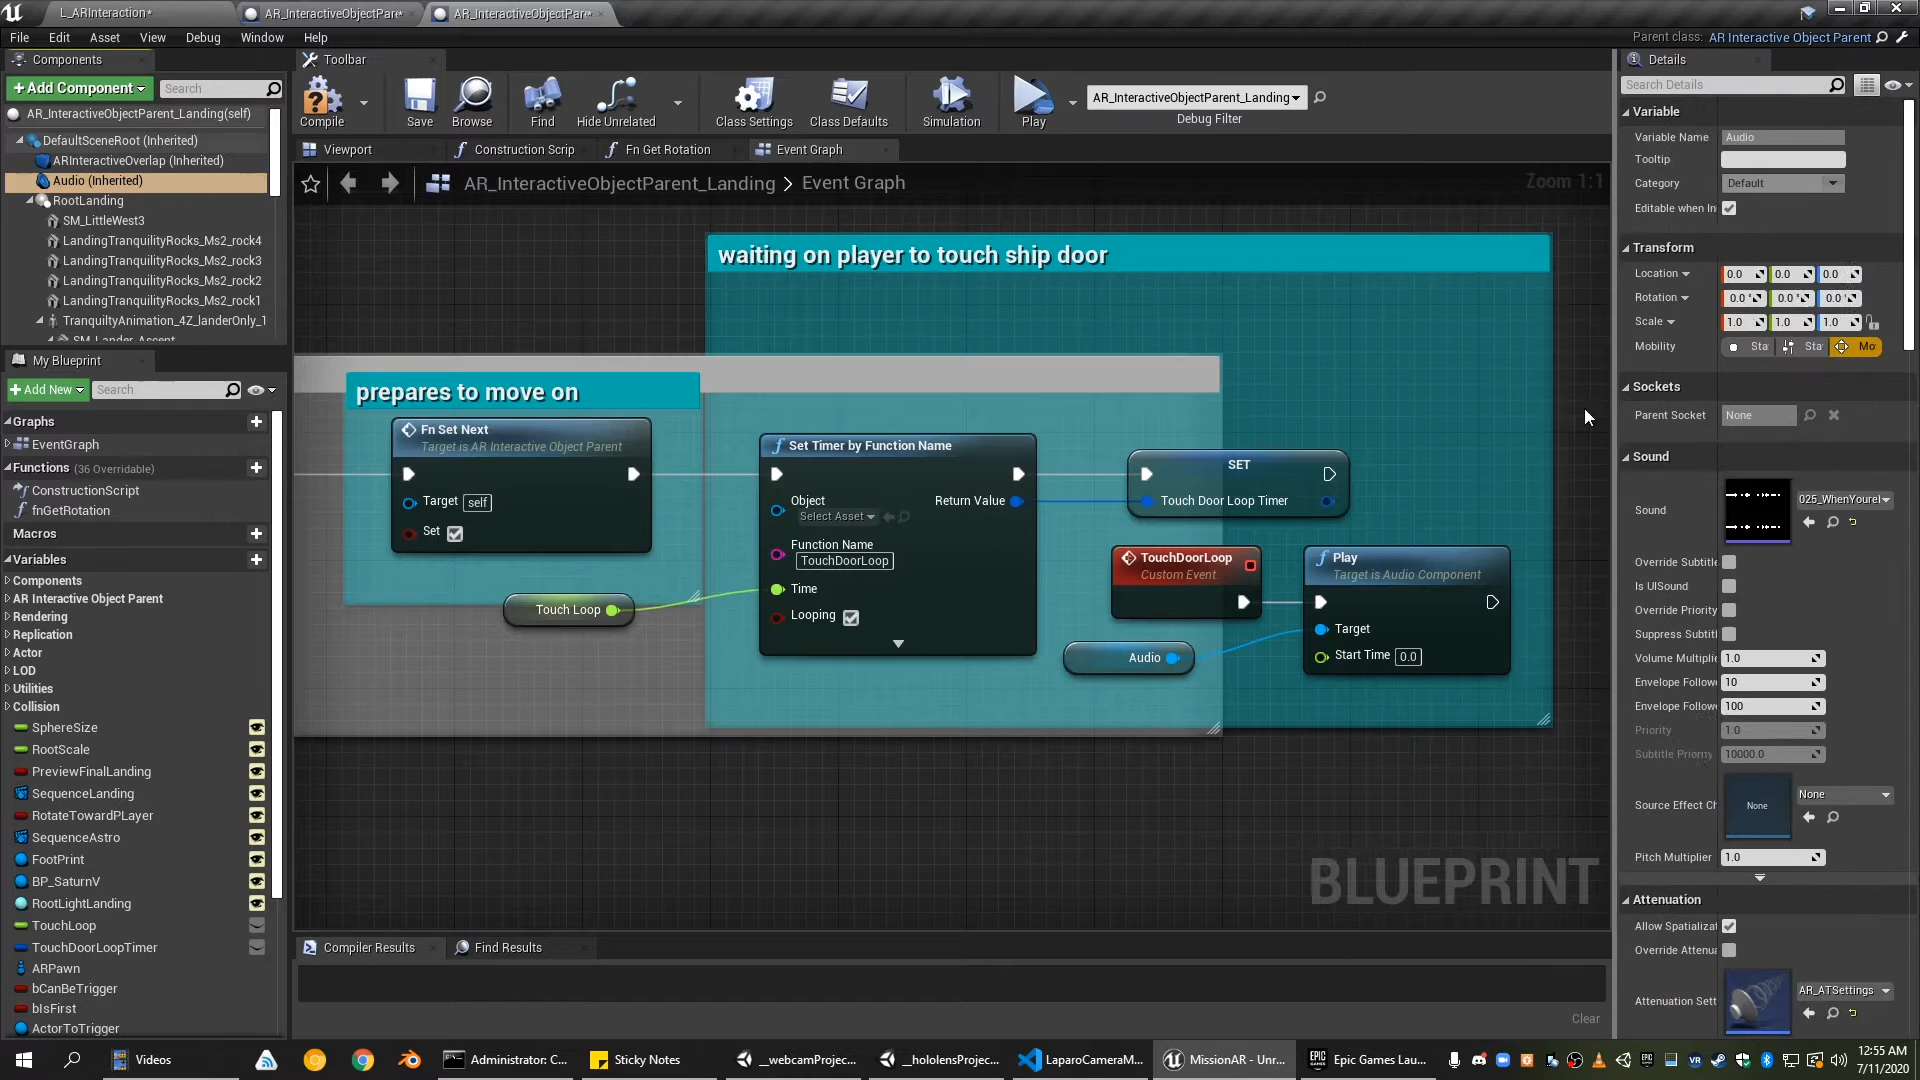 L_ARInteraction*
AR_InteractiveObjectPare*
AR_InteractiveObjectPare*
File Edit Asset View Debug Window Help
Parent class: AR Interactive Object Parent
Components
+Add Component
Search
AR_InteractiveObjectParent_Landing(self)
DefaultSceneRoot (Inherited)
ARInteractiveOverlap (Inherited)
Audio (Inherited)
RootLanding
SM_LittleWest3
LandingTranquilityRocks_Ms2_rock4
LandingTranquilityRocks_Ms2_rock3
LandingTranquilityRocks_Ms2_rock2
LandingTranquilityRocks_Ms2_rock1
TranquiltyAnimation_4Z_landerOnly_1
SM_Lander_Ascent
My Blueprint
+Add New
Search
Graphs
EventGraph
Functions (36 Overridable)
ConstructionScript
fnGetRotation
Macros
Variables
Components
AR Interactive Object Parent
Rendering
Replication
Actor
LOD
Utilities
Collision
SphereSize
RootScale
PreviewFinalLanding
SequenceLanding
RotateTowardPLayer
SequenceAstro
FootPrint
BP_SaturnV
RootLightLanding
TouchLoop
TouchDoorLoopTimer
ARPawn
bCanBeTrigger
bIsFirst
ActorToTrigger
Toolbar
Compile
Save
Browse
Find
Hide Unrelated
Class Settings
Class Defaults
Simulation
Play
AR_InteractiveObjectParent_Landing
Debug Filter
Viewport
Construction Scrip
Fn Get Rotation
Event Graph
AR_InteractiveObjectParent_Landing > Event Graph
Zoom 1:1
waiting on player to touch ship door
prepares to move on
Fn Set Next
Target is AR Interactive Object Parent
Target self
Set
Touch Loop
Set Timer by Function Name
Object
Select Asset
Return Value
Function Name
TouchDoorLoop
Time
Looping
SET
Touch Door Loop Timer
TouchDoorLoop
Custom Event
Audio
Play
Target is Audio Component
Target
Start Time 0.0
BLUEPRINT
Compiler Results
Find Results
Clear
Details
Search Details
Variable
Variable Name Audio
Tooltip
Category Default
Editable when In
Transform
Location 0.0 0.0 0.0
Rotation 0.0 ° 0.0 ° 0.0 °
Scale 1.0 1.0 1.0
Mobility Sta Sta Mo
Sockets
Parent Socket None
Sound
Sound 025_WhenYourel
Override Subtitle
Is UISound
Override Priority
Suppress Subtitl
Volume Multiplie 1.0
Envelope Followe 10
Envelope Followe 100
Priority 1.0
Subtitle Priority 10000.0
Source Effect Ch None None
Pitch Multiplier 1.0
Attenuation
Allow Spatializat
Override Attenua
Attenuation Sett AR_ATSettings
Videos
Administrator: C...
Sticky Notes
__webcamProjec...
__hololensProjec...
LaparoCameraM...
MissionAR - Unr...
Epic Games Lau...
12:55 AM
7/11/2020